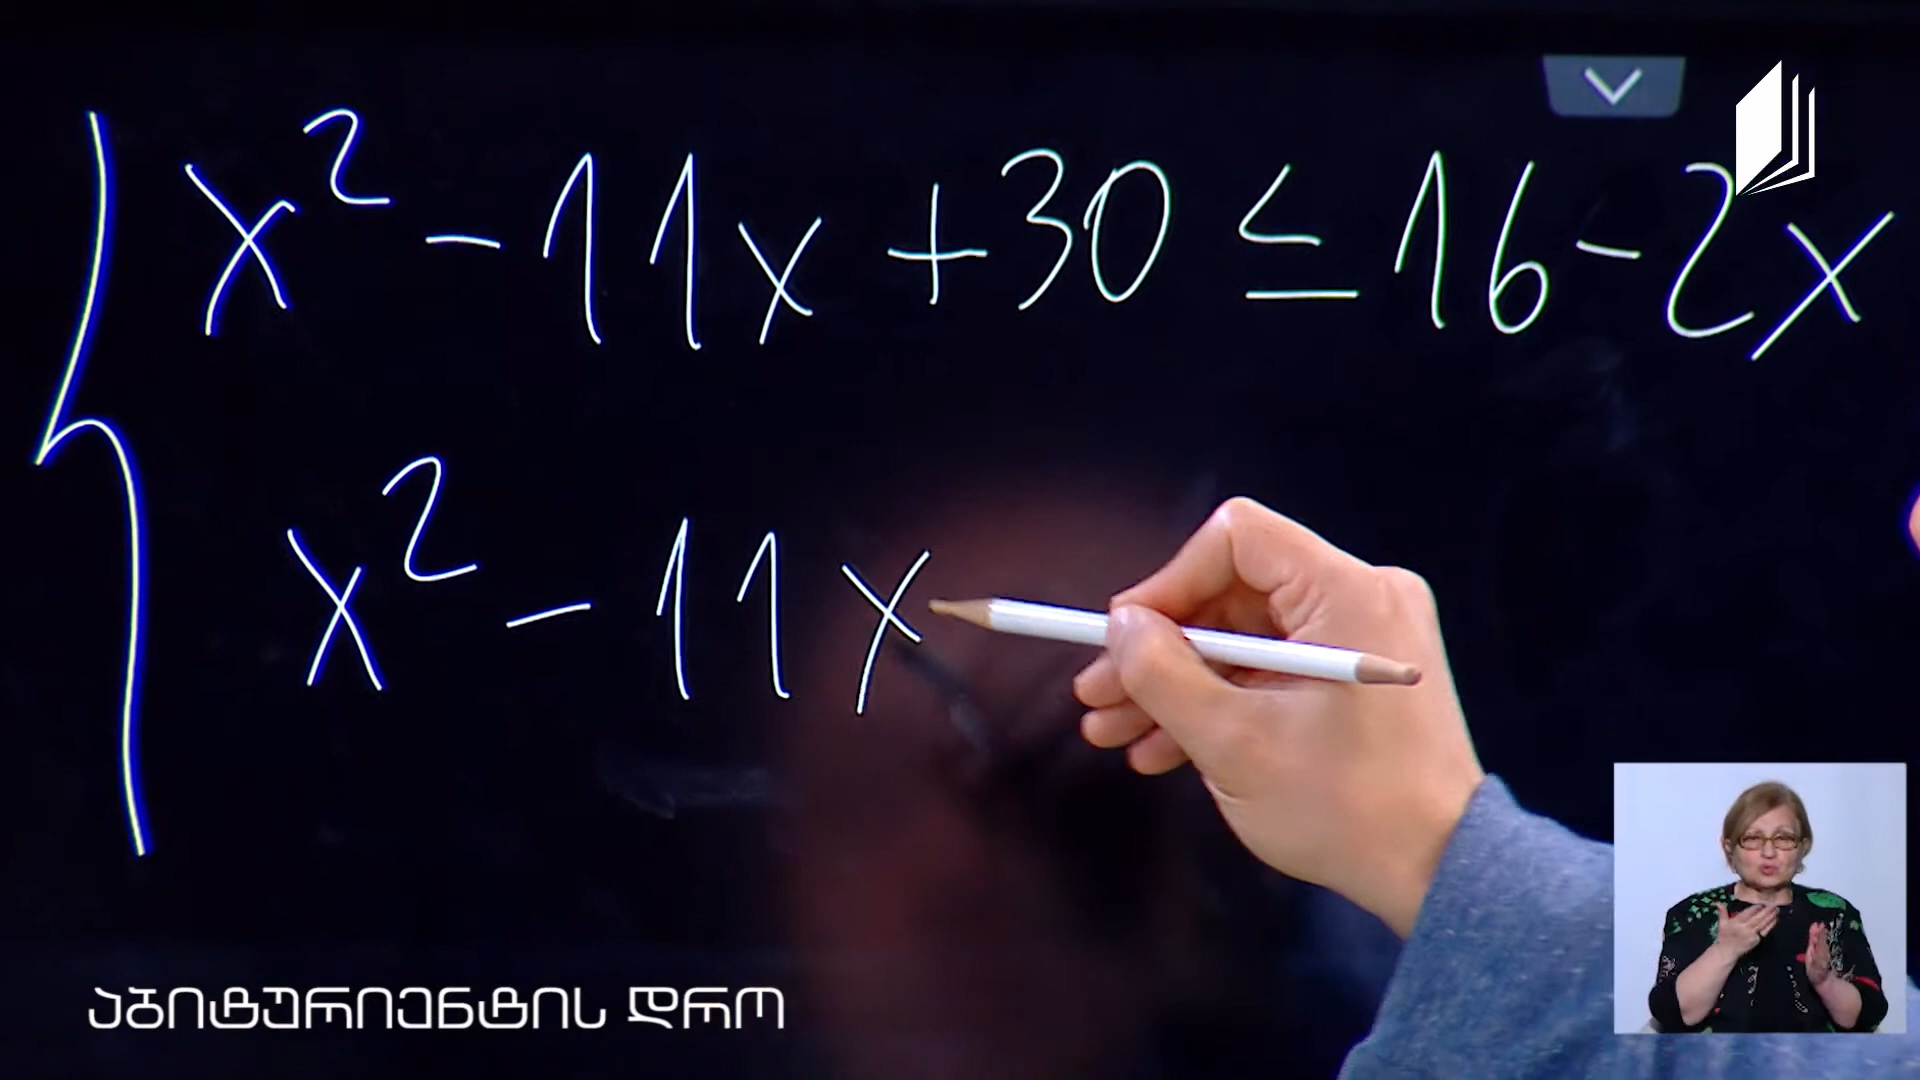 x² - 11x + 30 ≤ 16 - 2x
x² - 11x
აბიტურიენტის დრო